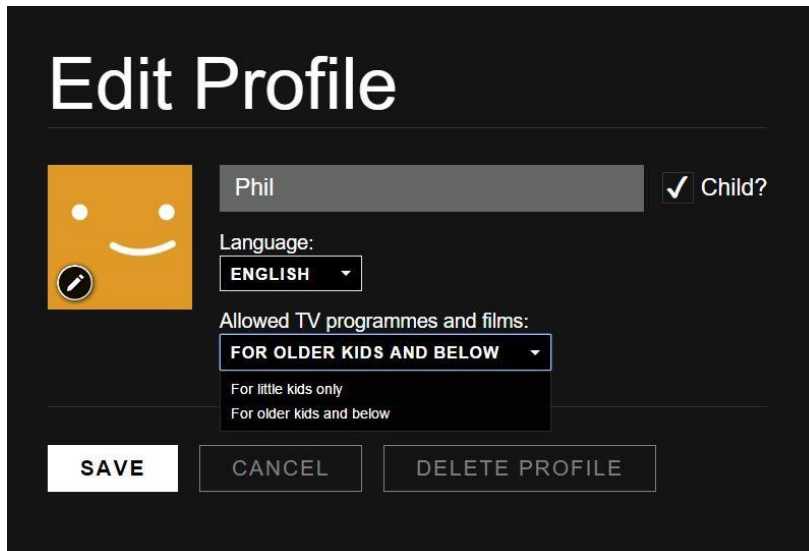 Edit Profile
Phil
Child?
Language:
ENGLISH
Allowed TV programmes and films:
FOR OLDER KIDS AND BELOW
For little kids only
For older kids and below
SAVE
CANCEL
DELETE PROFILE